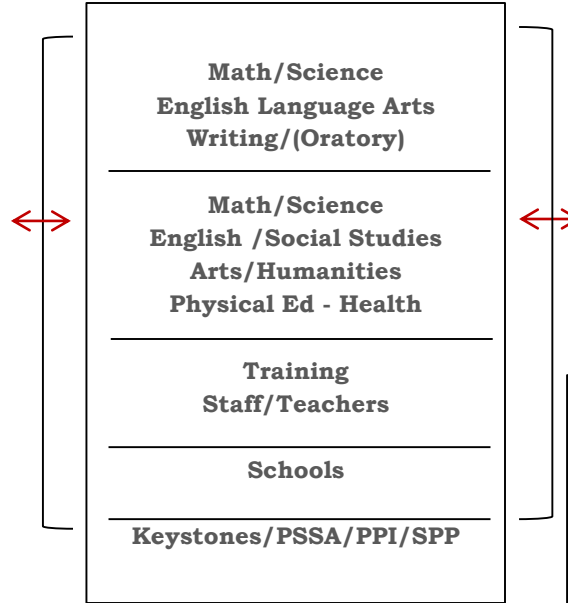 Math/Science
English Language Arts
Writing/(Oratory)
Math/Science
English /Social Studies
Arts/Humanities
Physical Ed - Health
Training
Staff/Teachers
Schools
Keystones/PSSA/PPI/SPP